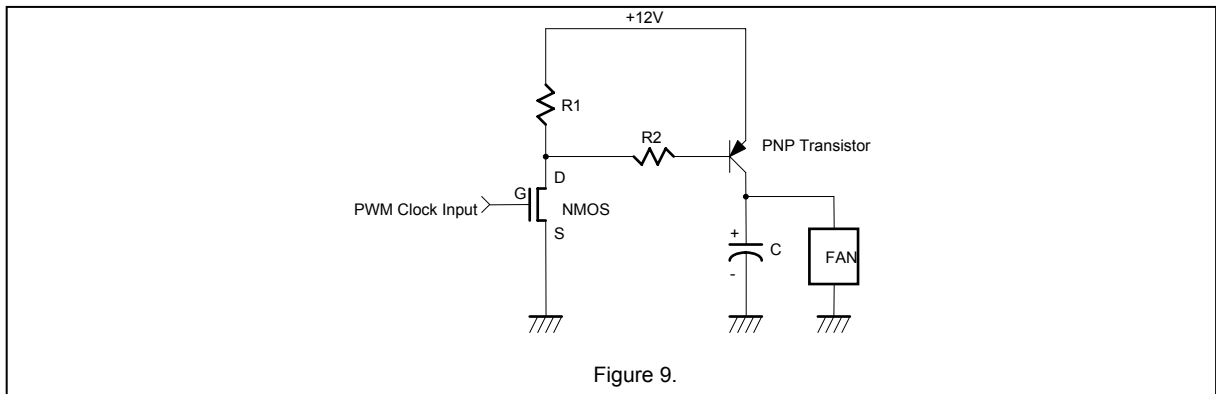 +12V
R1
R2
PNP Transistor
D
G
PWM Clock Input
NMOS
S
+
C
-
FAN
Figure 9.